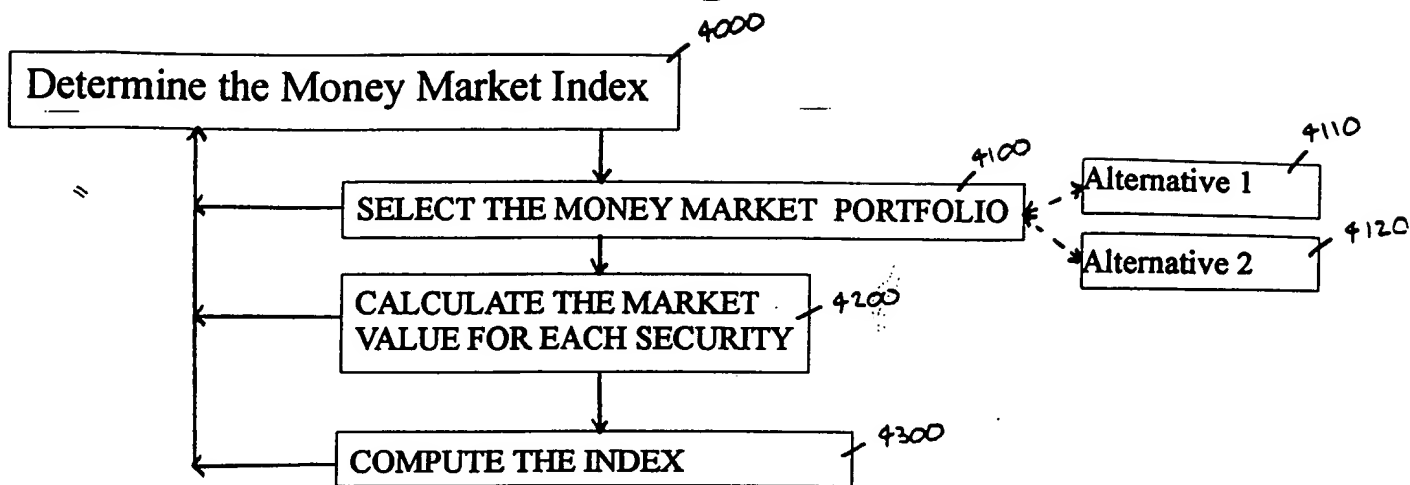 4000
Determine the Money Market Index
4100
4110
SELECT THE MONEY MARKET PORTFOLIO
Alternative 1
4120
Alternative 2
CALCULATE THE MARKET
VALUE FOR EACH SECURITY
4200
COMPUTE THE INDEX
4300